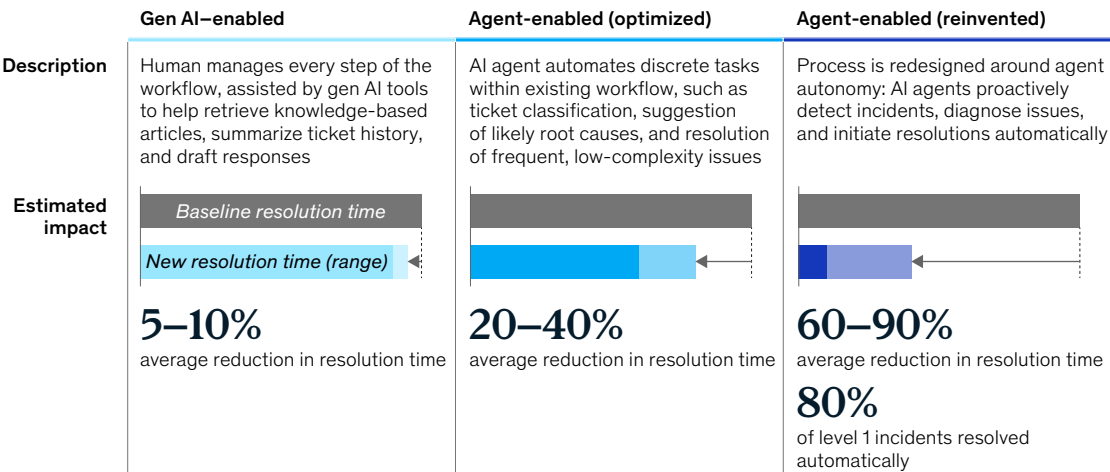 Gen AI–enabled
Agent-enabled (optimized)
Agent-enabled (reinvented)
Description
Human manages every step of the
workflow, assisted by gen AI tools
to help retrieve knowledge-based
articles, summarize ticket history,
and draft responses
AI agent automates discrete tasks
within existing workflow, such as
ticket classification, suggestion
of likely root causes, and resolution
of frequent, low-complexity issues
Process is redesigned around agent
autonomy: AI agents proactively
detect incidents, diagnose issues,
and initiate resolutions automatically
Estimated
impact
Baseline resolution time
New resolution time (range)
5–10%
average reduction in resolution time
20–40%
average reduction in resolution time
60–90%
average reduction in resolution time
80%
of level 1 incidents resolved
automatically